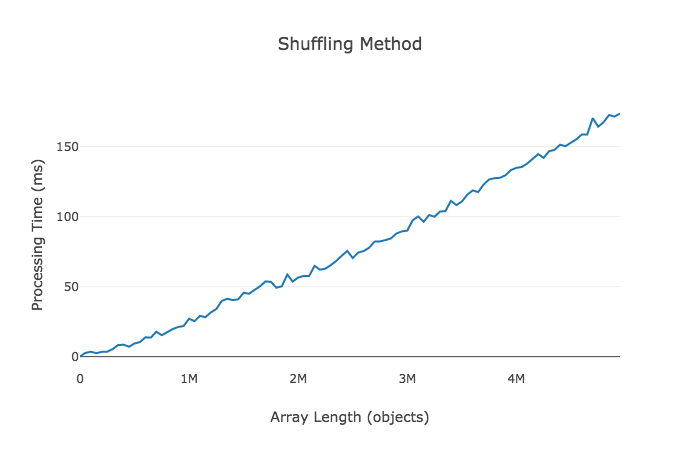 Shuffling Method
Processing Time (ms)
150
100
50
0
0 1M 2M 3M 4M
Array Length (objects)